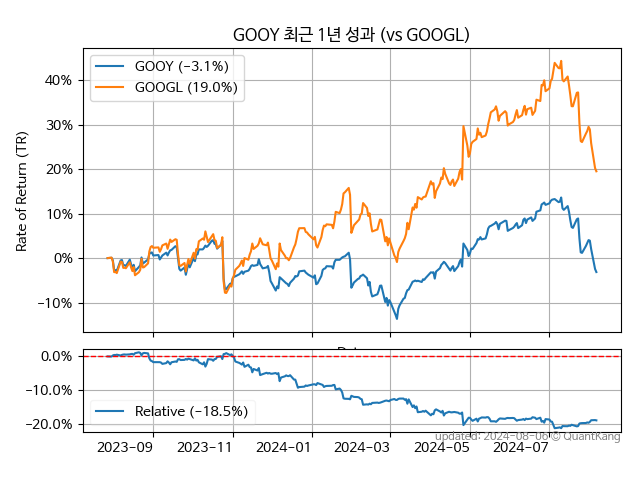 GOOY 최근 1년 성과 (vs GOOGL)
GOOY (−3.1%)
GOOGL (19.0%)
Rate of Return (TR)
40%
30%
20%
10%
0%
−10%
0.0%
−10.0%
−20.0%
Relative (−18.5%)
2023-09
2023-11
2024-01
2024-03
2024-05
2024-07
updated: 2024-08-06 © QuantKang